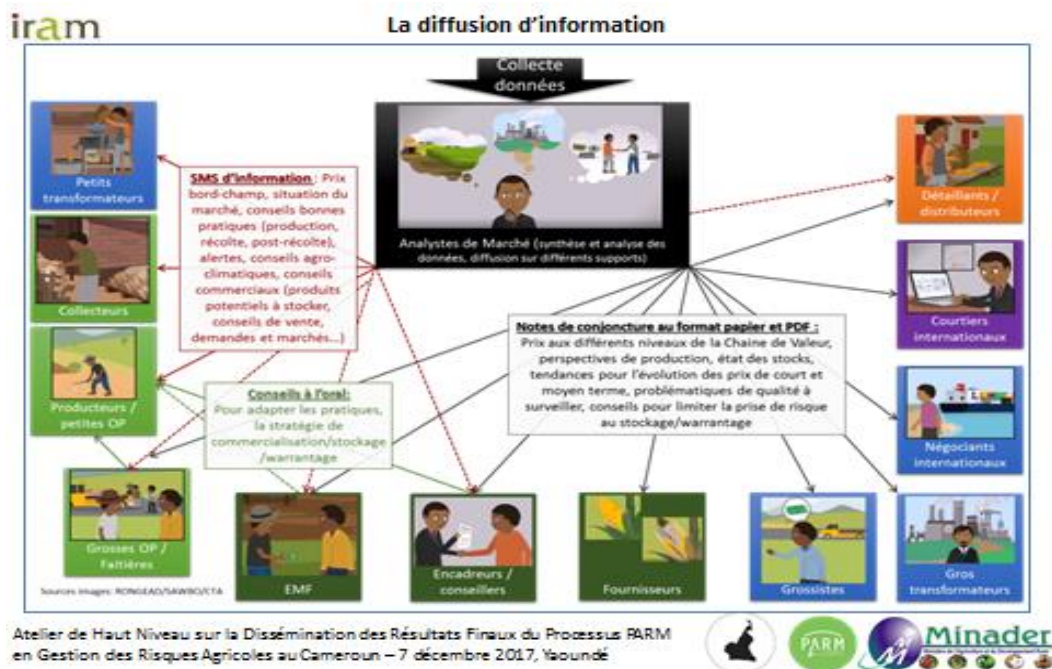 iram
La diffusion d'information
Collecte
données
Petits
transformateurs
SMS d'information : Prix
bord-champ, situation du
marché, conseils bonnes
pratiques (production,
récolte, post-récolte),
alertes, conseils agro-
climatiques, conseils
commerciaux (produits
potentiels à stocker,
conseils de vente,
demandes et marchés...)
Analystes de Marché (synthèse et analyse des
données, diffusion sur différents supports)
Détaillants /
distributeurs
Collecteurs
Courtiers
internationaux
Notes de conjoncture au format papier et PDF :
Prix aux différents niveaux de la Chaine de Valeur,
perspectives de production, état des stocks,
tendances pour l'évolution des prix de court et
moyen terme, problématiques de qualité à
surveiller, conseils pour limiter la prise de risque
au stockage/warrantage
Producteurs /
petites OP
Conseils à l'oral:
Pour adapter les pratiques,
la stratégie de
commercialisation/stockage
/warrantage
Négociants
internationaux
Grosses OP /
Faîtières
EMF
Encadreurs /
conseillers
Fournisseurs
Grossistes
Gros
transformateurs
Sources images: RONGEAD/SAWBO/CTA
Atelier de Haut Niveau sur la Dissémination des Résultats Finaux du Processus PARM
en Gestion des Risques Agricoles au Cameroun – 7 décembre 2017, Yaoundé
PARM
Minader